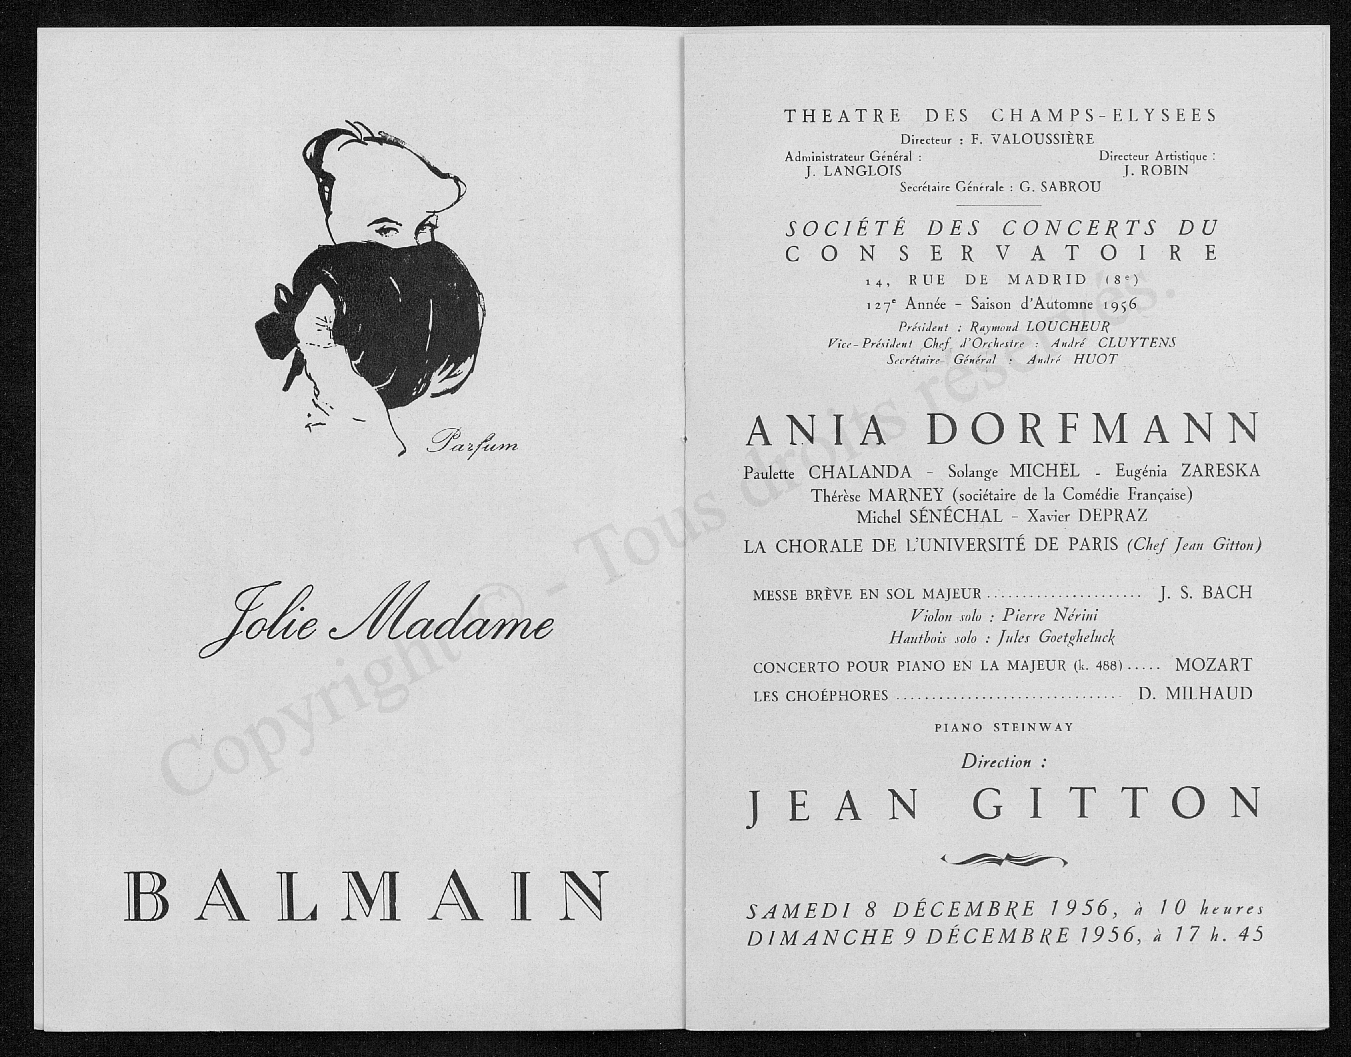 Parfum
Jolie Madame
BALMAIN
THEATRE DES CHAMPS-ELYSEES
Directeur : F. VALOUSSIÈRE
Administrateur Général : Directeur Artistique :
J. LANGLOIS J. ROBIN
Secrétaire Générale : G. SABROU
SOCIÉTÉ DES CONCERTS DU
CONSERVATOIRE
14, RUE DE MADRID (8e)
127e Année - Saison d'Automne 1956
Président : Raymond LOUCHEUR
Vice-Président Chef d'Orchestre : André CLUYTENS
Secrétaire Général : André HUOT
ANIA DORFMANN
Paulette CHALANDA - Solange MICHEL - Eugénia ZARESKA
Thérèse MARNEY (sociétaire de la Comédie Française)
Michel SÉNÉCHAL - Xavier DEPRAZ
LA CHORALE DE L'UNIVERSITÉ DE PARIS (Chef Jean Gitton)
MESSE BRÈVE EN SOL MAJEUR ..................... J. S. BACH
Violon solo : Pierre Nérini
Hautbois solo : Jules Goetgheluck
CONCERTO POUR PIANO EN LA MAJEUR (k. 488) ..... MOZART
LES CHOÉPHORES ............................... D. MILHAUD
PIANO STEINWAY
Direction :
JEAN GITTON
SAMEDI 8 DÉCEMBRE 1956, à 10 heures
DIMANCHE 9 DÉCEMBRE 1956, à 17 h. 45
Copyright © - Tous droits réservés.